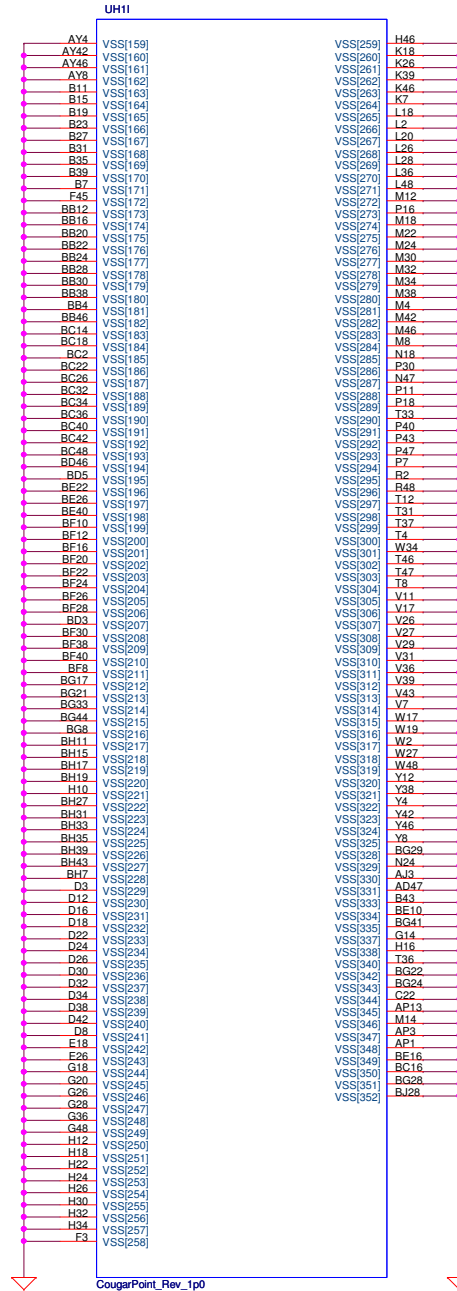 UH1I
AY4 VSS[159] VSS[259] H46
AY42 VSS[160] VSS[260] K18
AY46 VSS[161] VSS[261] K26
AY8 VSS[162] VSS[262] K39
B11 VSS[163] VSS[263] K46
B15 VSS[164] VSS[264] K7
B19 VSS[165] VSS[265] L18
B23 VSS[166] VSS[266] L2
B27 VSS[167] VSS[267] L20
B31 VSS[168] VSS[268] L26
B35 VSS[169] VSS[269] L28
B39 VSS[170] VSS[270] L36
B7 VSS[171] VSS[271] L48
F45 VSS[172] VSS[272] M12
BB12 VSS[173] VSS[273] P16
BB16 VSS[174] VSS[274] M18
BB20 VSS[175] VSS[275] M22
BB22 VSS[176] VSS[276] M24
BB24 VSS[177] VSS[277] M30
BB28 VSS[178] VSS[278] M32
BB30 VSS[179] VSS[279] M34
BB38 VSS[180] VSS[280] M38
BB4 VSS[181] VSS[281] M4
BB46 VSS[182] VSS[282] M42
BC14 VSS[183] VSS[283] M46
BC18 VSS[184] VSS[284] M8
BC2 VSS[185] VSS[285] N18
BC22 VSS[186] VSS[286] P30
BC26 VSS[187] VSS[287] N47
BC32 VSS[188] VSS[288] P11
BC34 VSS[189] VSS[289] P18
BC36 VSS[190] VSS[290] T33
BC40 VSS[191] VSS[291] P40
BC42 VSS[192] VSS[292] P43
BC48 VSS[193] VSS[293] P47
BD46 VSS[194] VSS[294] P7
BD5 VSS[195] VSS[295] R2
BE22 VSS[196] VSS[296] R48
BE26 VSS[197] VSS[297] T12
BE40 VSS[198] VSS[298] T31
BF10 VSS[199] VSS[299] T37
BF12 VSS[200] VSS[300] T4
BF16 VSS[201] VSS[301] W34
BF20 VSS[202] VSS[302] T46
BF22 VSS[203] VSS[303] T47
BF24 VSS[204] VSS[304] T8
BF26 VSS[205] VSS[305] V11
BF28 VSS[206] VSS[306] V17
BD3 VSS[207] VSS[307] V26
BF30 VSS[208] VSS[308] V27
BF38 VSS[209] VSS[309] V29
BF40 VSS[210] VSS[310] V31
BF8 VSS[211] VSS[311] V36
BG17 VSS[212] VSS[312] V39
BG21 VSS[213] VSS[313] V43
BG33 VSS[214] VSS[314] V7
BG44 VSS[215] VSS[315] W17
BG8 VSS[216] VSS[316] W19
BH11 VSS[217] VSS[317] W2
BH15 VSS[218] VSS[318] W27
BH17 VSS[219] VSS[319] W48
BH19 VSS[220] VSS[320] Y12
H10 VSS[221] VSS[321] Y38
BH27 VSS[222] VSS[322] Y4
BH31 VSS[223] VSS[323] Y42
BH33 VSS[224] VSS[324] Y46
BH35 VSS[225] VSS[325] Y8
BH39 VSS[226] VSS[328] BG29
BH43 VSS[227] VSS[329] N24
BH7 VSS[228] VSS[330] AJ3
D3 VSS[229] VSS[331] AD47
D12 VSS[230] VSS[333] B43
D16 VSS[231] VSS[334] BE10
D18 VSS[232] VSS[335] BG41
D22 VSS[233] VSS[337] G14
D24 VSS[234] VSS[338] H16
D26 VSS[235] VSS[340] T36
D30 VSS[236] VSS[342] BG22
D32 VSS[237] VSS[343] BG24
D34 VSS[238] VSS[344] C22
D38 VSS[239] VSS[345] AP13
D42 VSS[240] VSS[346] M14
D8 VSS[241] VSS[347] AP3
E18 VSS[242] VSS[348] AP1
E26 VSS[243] VSS[349] BE16
G18 VSS[244] VSS[350] BC16
G20 VSS[245] VSS[351] BG28
G26 VSS[246] VSS[352] BJ28
G28 VSS[247]
G36 VSS[248]
G48 VSS[249]
H12 VSS[250]
H18 VSS[251]
H22 VSS[252]
H24 VSS[253]
H26 VSS[254]
H30 VSS[255]
H32 VSS[256]
H34 VSS[257]
F3 VSS[258]
CougarPoint_Rev_1p0